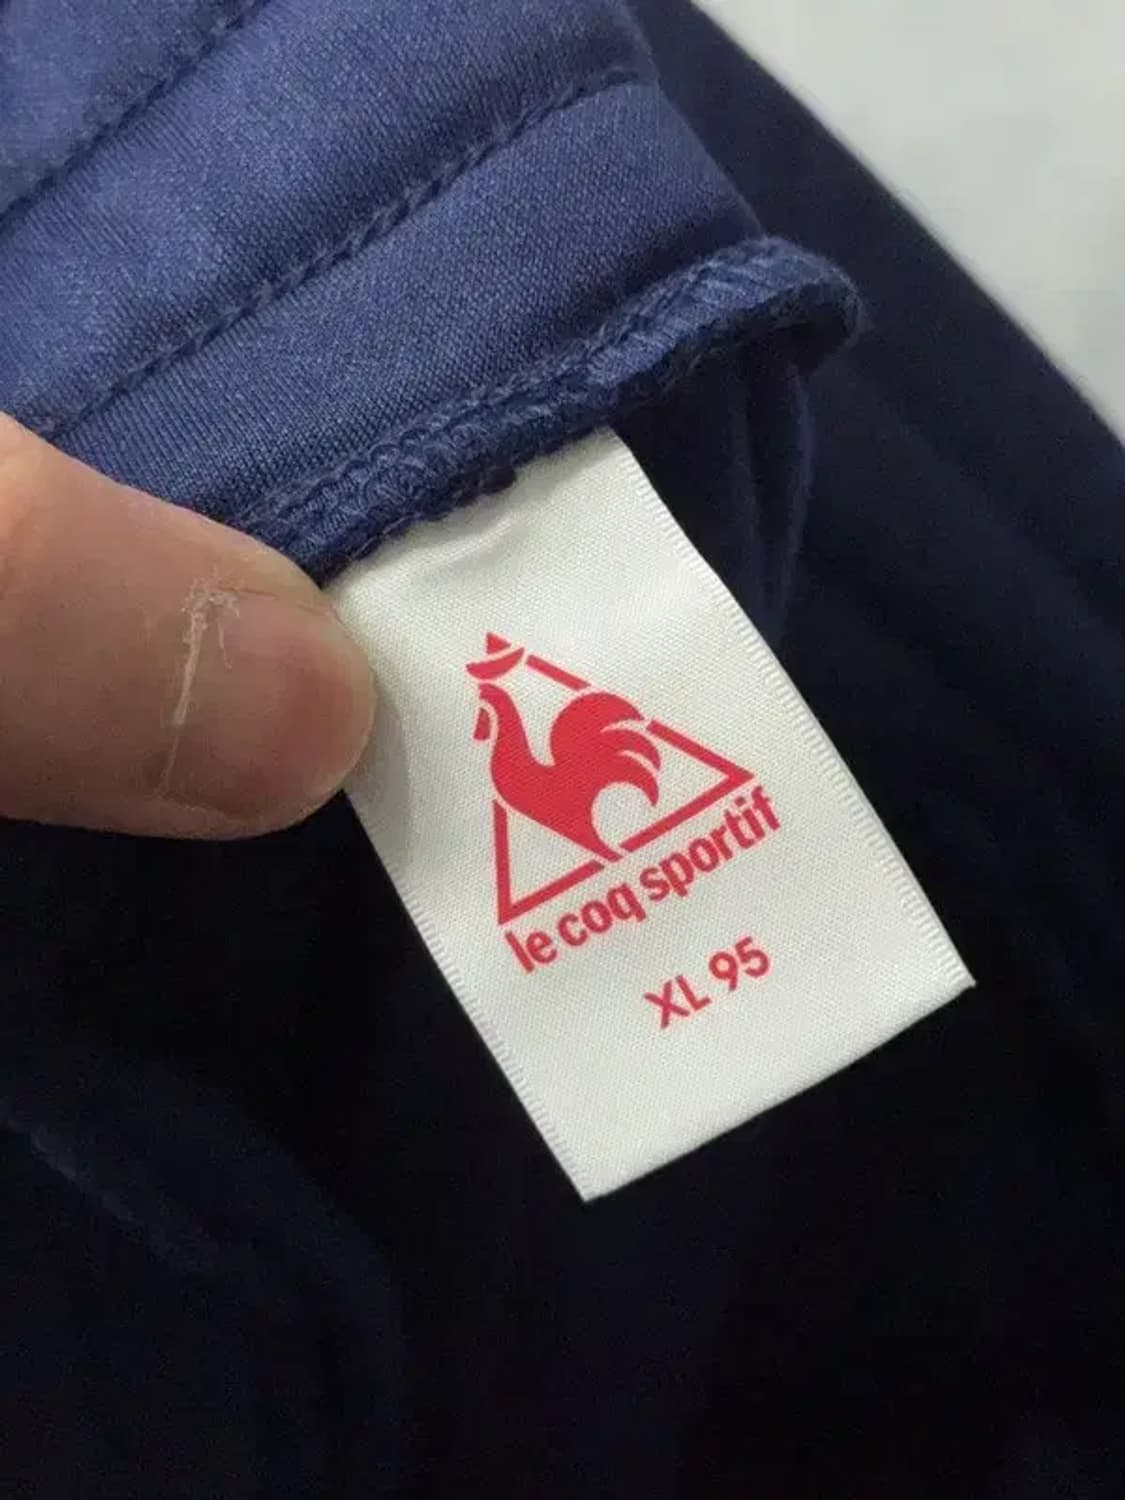 le coq sportif
XL 95